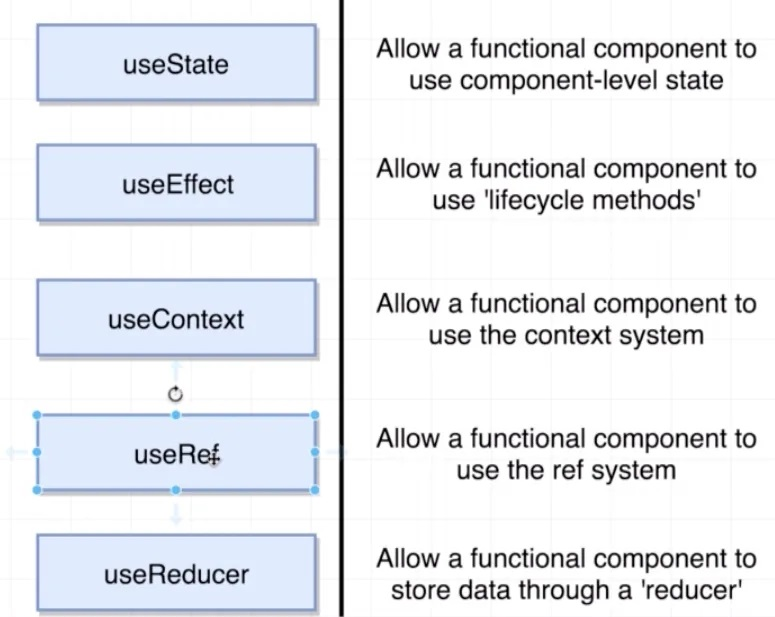 useState
Allow a functional component to
use component-level state
useEffect
Allow a functional component to
use 'lifecycle methods'
useContext
Allow a functional component to
use the context system
useRef
Allow a functional component to
use the ref system
useReducer
Allow a functional component to
store data through a 'reducer'